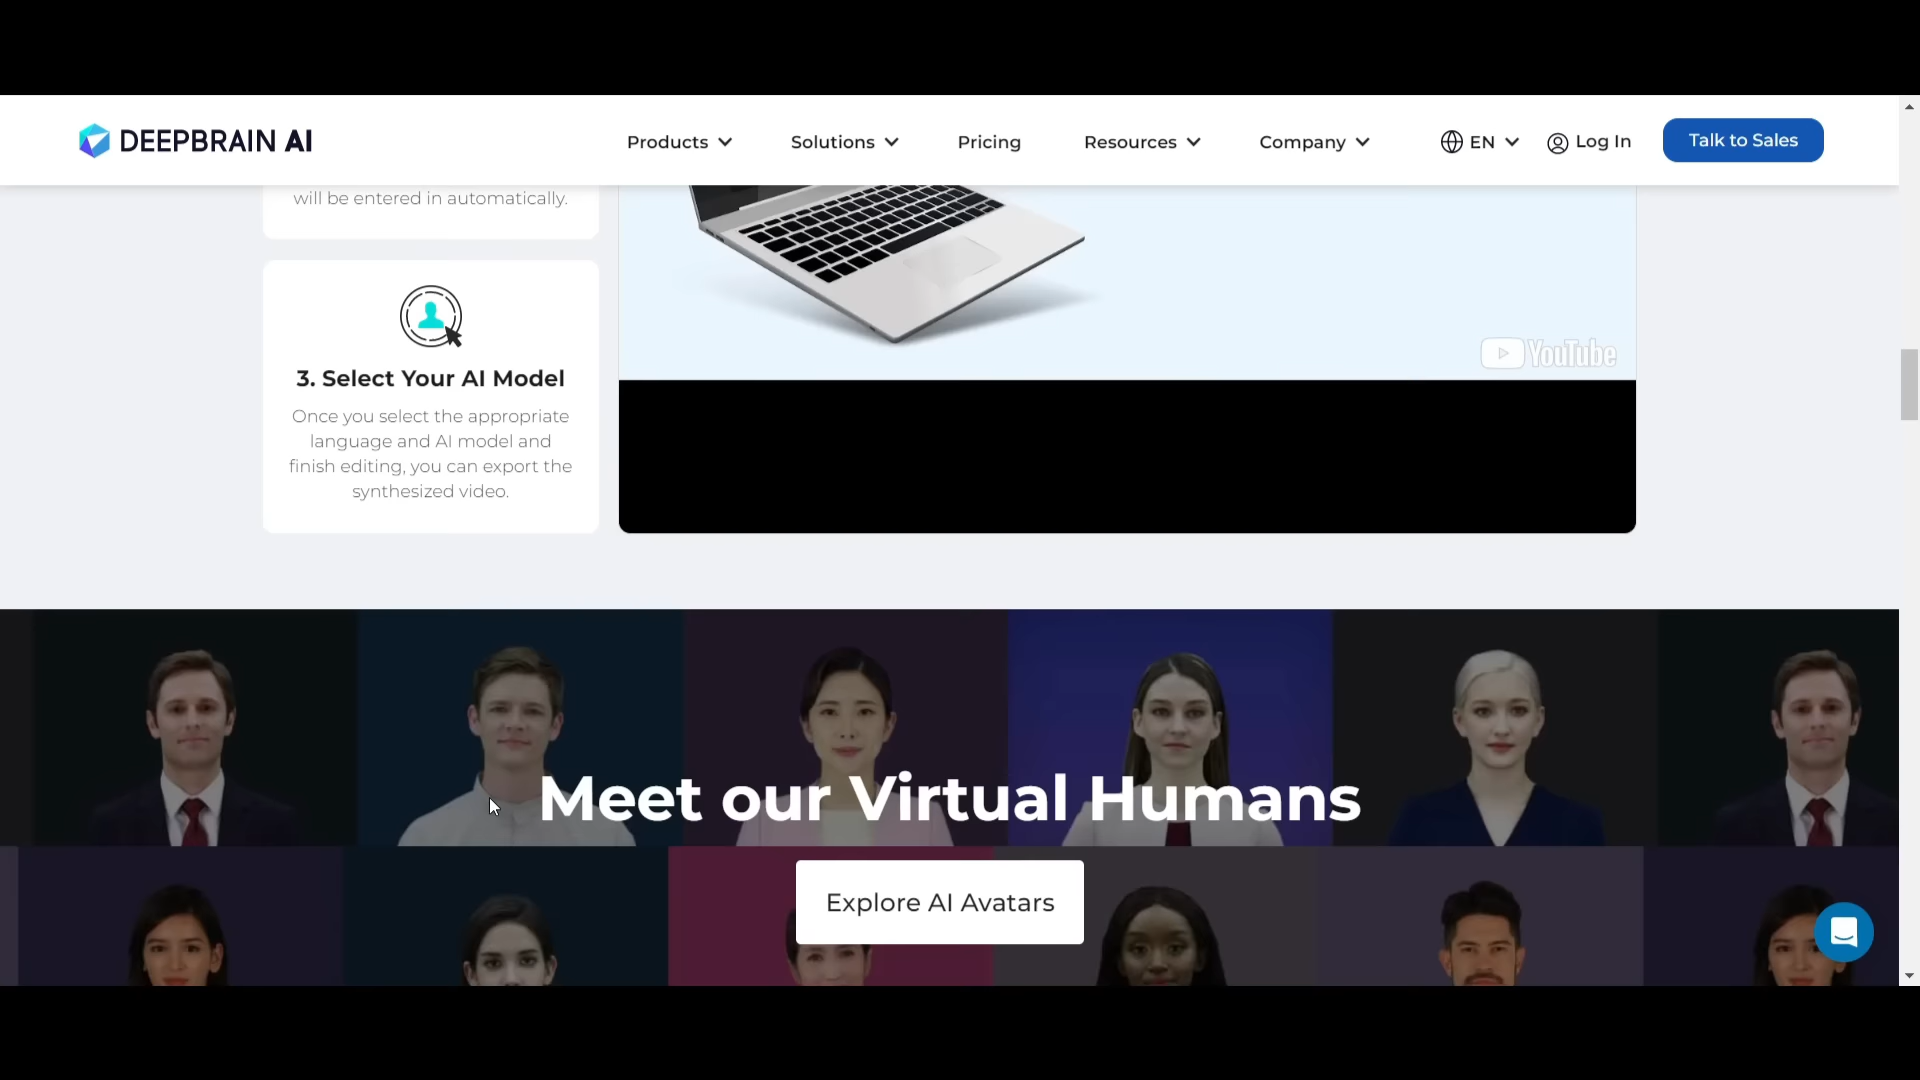 DEEPBRAIN AI
Products
Solutions
Pricing
Resources
Company
EN
Log In
Talk to Sales
will be entered in automatically.
3. Select Your AI Model
Once you select the appropriate
language and AI model and
finish editing, you can export the
synthesized video.
YouTube
Meet our Virtual Humans
Explore AI Avatars